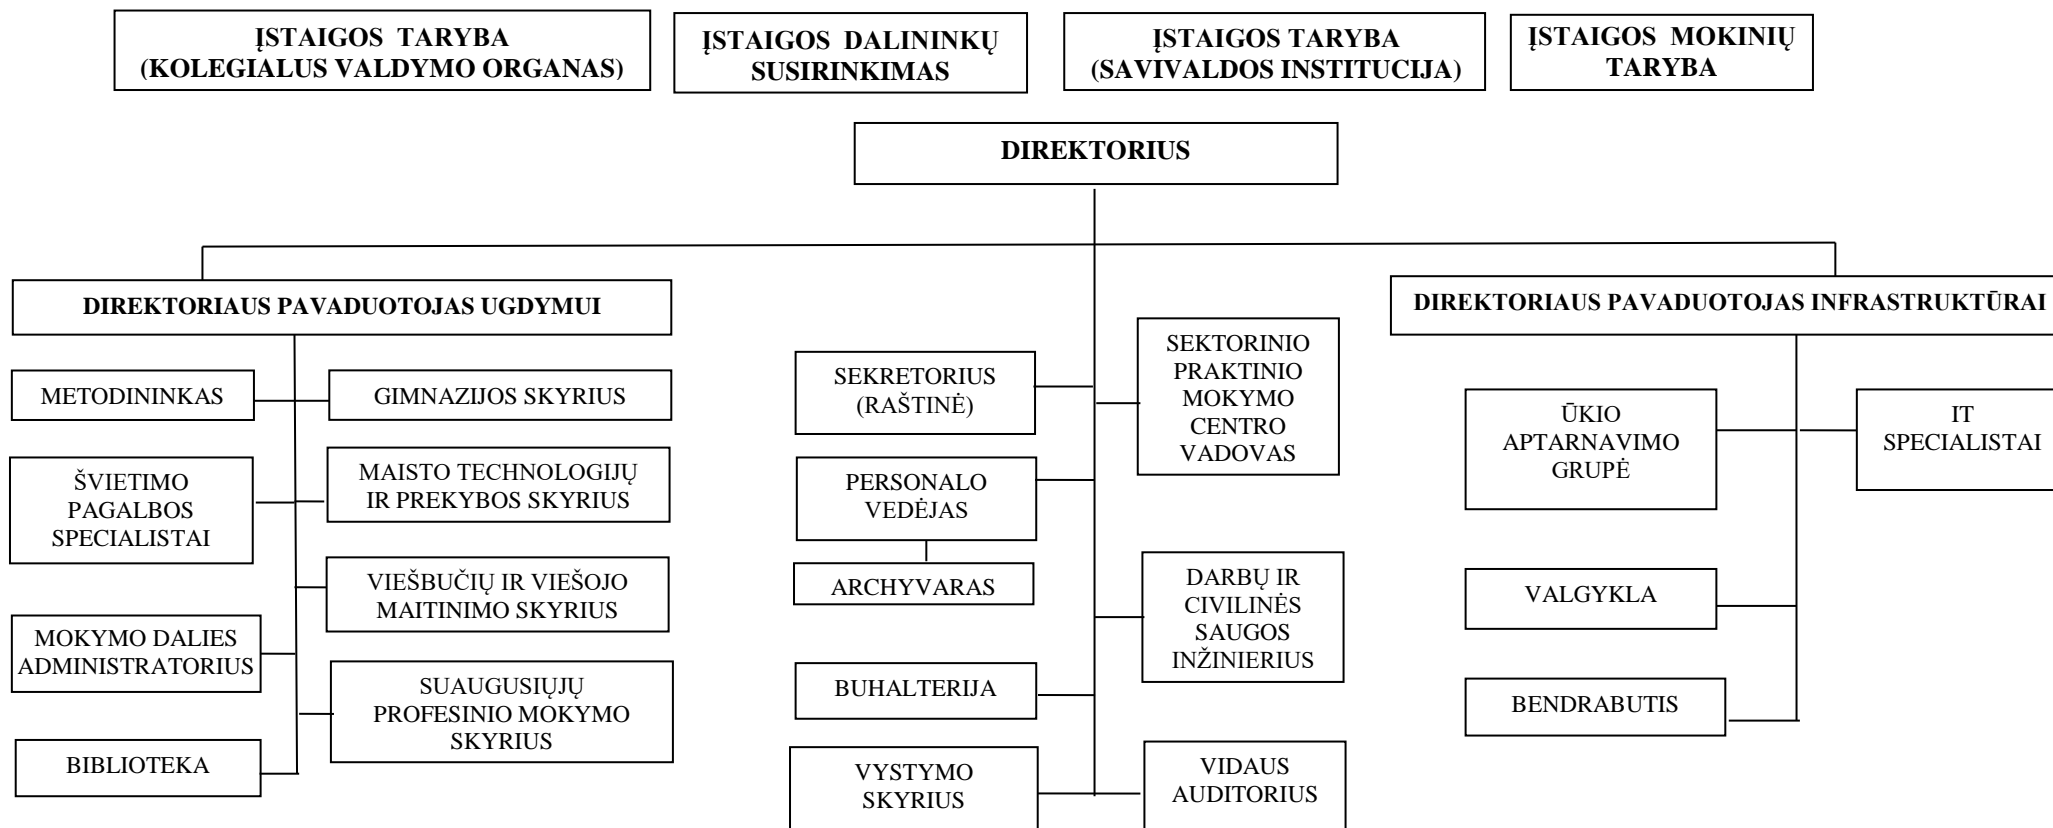 ĮSTAIGOS TARYBA
(KOLEGIALUS VALDYMO ORGANAS)
ĮSTAIGOS DALININKŲ
SUSIRINKIMAS
ĮSTAIGOS TARYBA
(SAVIVALDOS INSTITUCIJA)
ĮSTAIGOS MOKINIŲ
TARYBA
DIREKTORIUS
DIREKTORIAUS PAVADUOTOJAS UGDYMUI
METODININKAS
GIMNAZIJOS SKYRIUS
ŠVIETIMO
PAGALBOS
SPECIALISTAI
MAISTO TECHNOLOGIJŲ
IR PREKYBOS SKYRIUS
VIEŠBUČIŲ IR VIEŠOJO
MAITINIMO SKYRIUS
MOKYMO DALIES
ADMINISTRATORIUS
SUAUGUSIŲJŲ
PROFESINIO MOKYMO
SKYRIUS
BIBLIOTEKA
SEKRETORIUS
(RAŠTINĖ)
SEKTORINIO
PRAKTINIO
MOKYMO
CENTRO
VADOVAS
PERSONALO
VEDĖJAS
ARCHYVARAS
DARBŲ IR
CIVILINĖS
SAUGOS
INŽINIERIUS
BUHALTERIJA
VYSTYMO
SKYRIUS
VIDAUS
AUDITORIUS
DIREKTORIAUS PAVADUOTOJAS INFRASTRUKTŪRAI
ŪKIO
APTARNAVIMO
GRUPĖ
IT
SPECIALISTAI
VALGYKLA
BENDRABUTIS